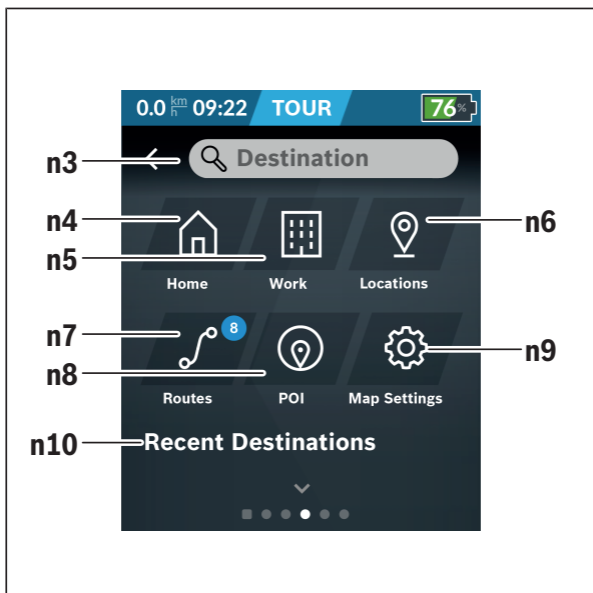 0.0 km/h 09:22 TOUR 76%
n3 Destination
n4
n6
n5
Home Work Locations
n7 8
n9
n8
Routes POI Map Settings
n10 Recent Destinations